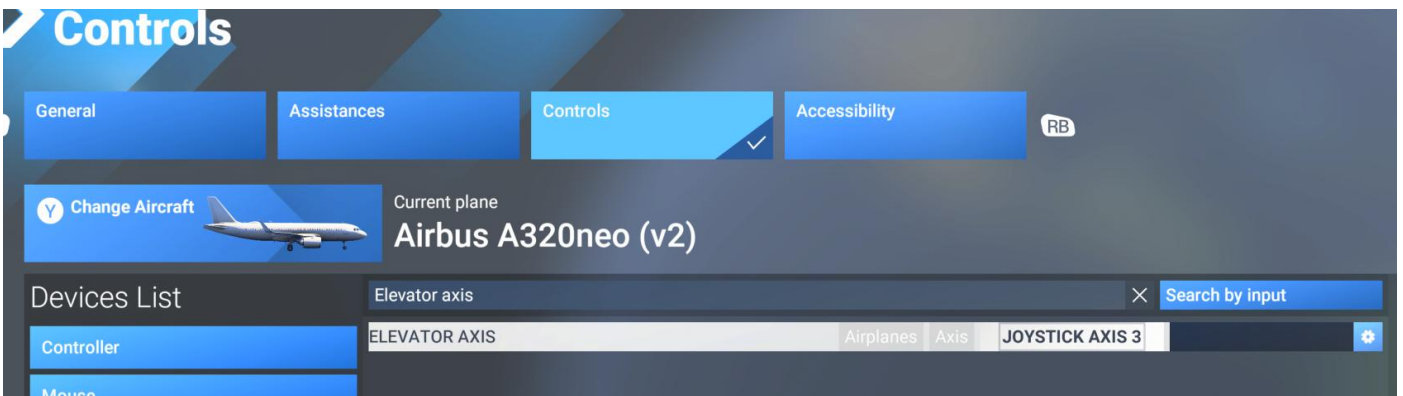 Controls
General
Assistances
Controls
Accessibility
RB
Y Change Aircraft
Current plane
Airbus A320neo (v2)
Devices List
Elevator axis
Search by input
Controller
ELEVATOR AXIS
Airplanes
Axis
JOYSTICK AXIS 3
Mouse